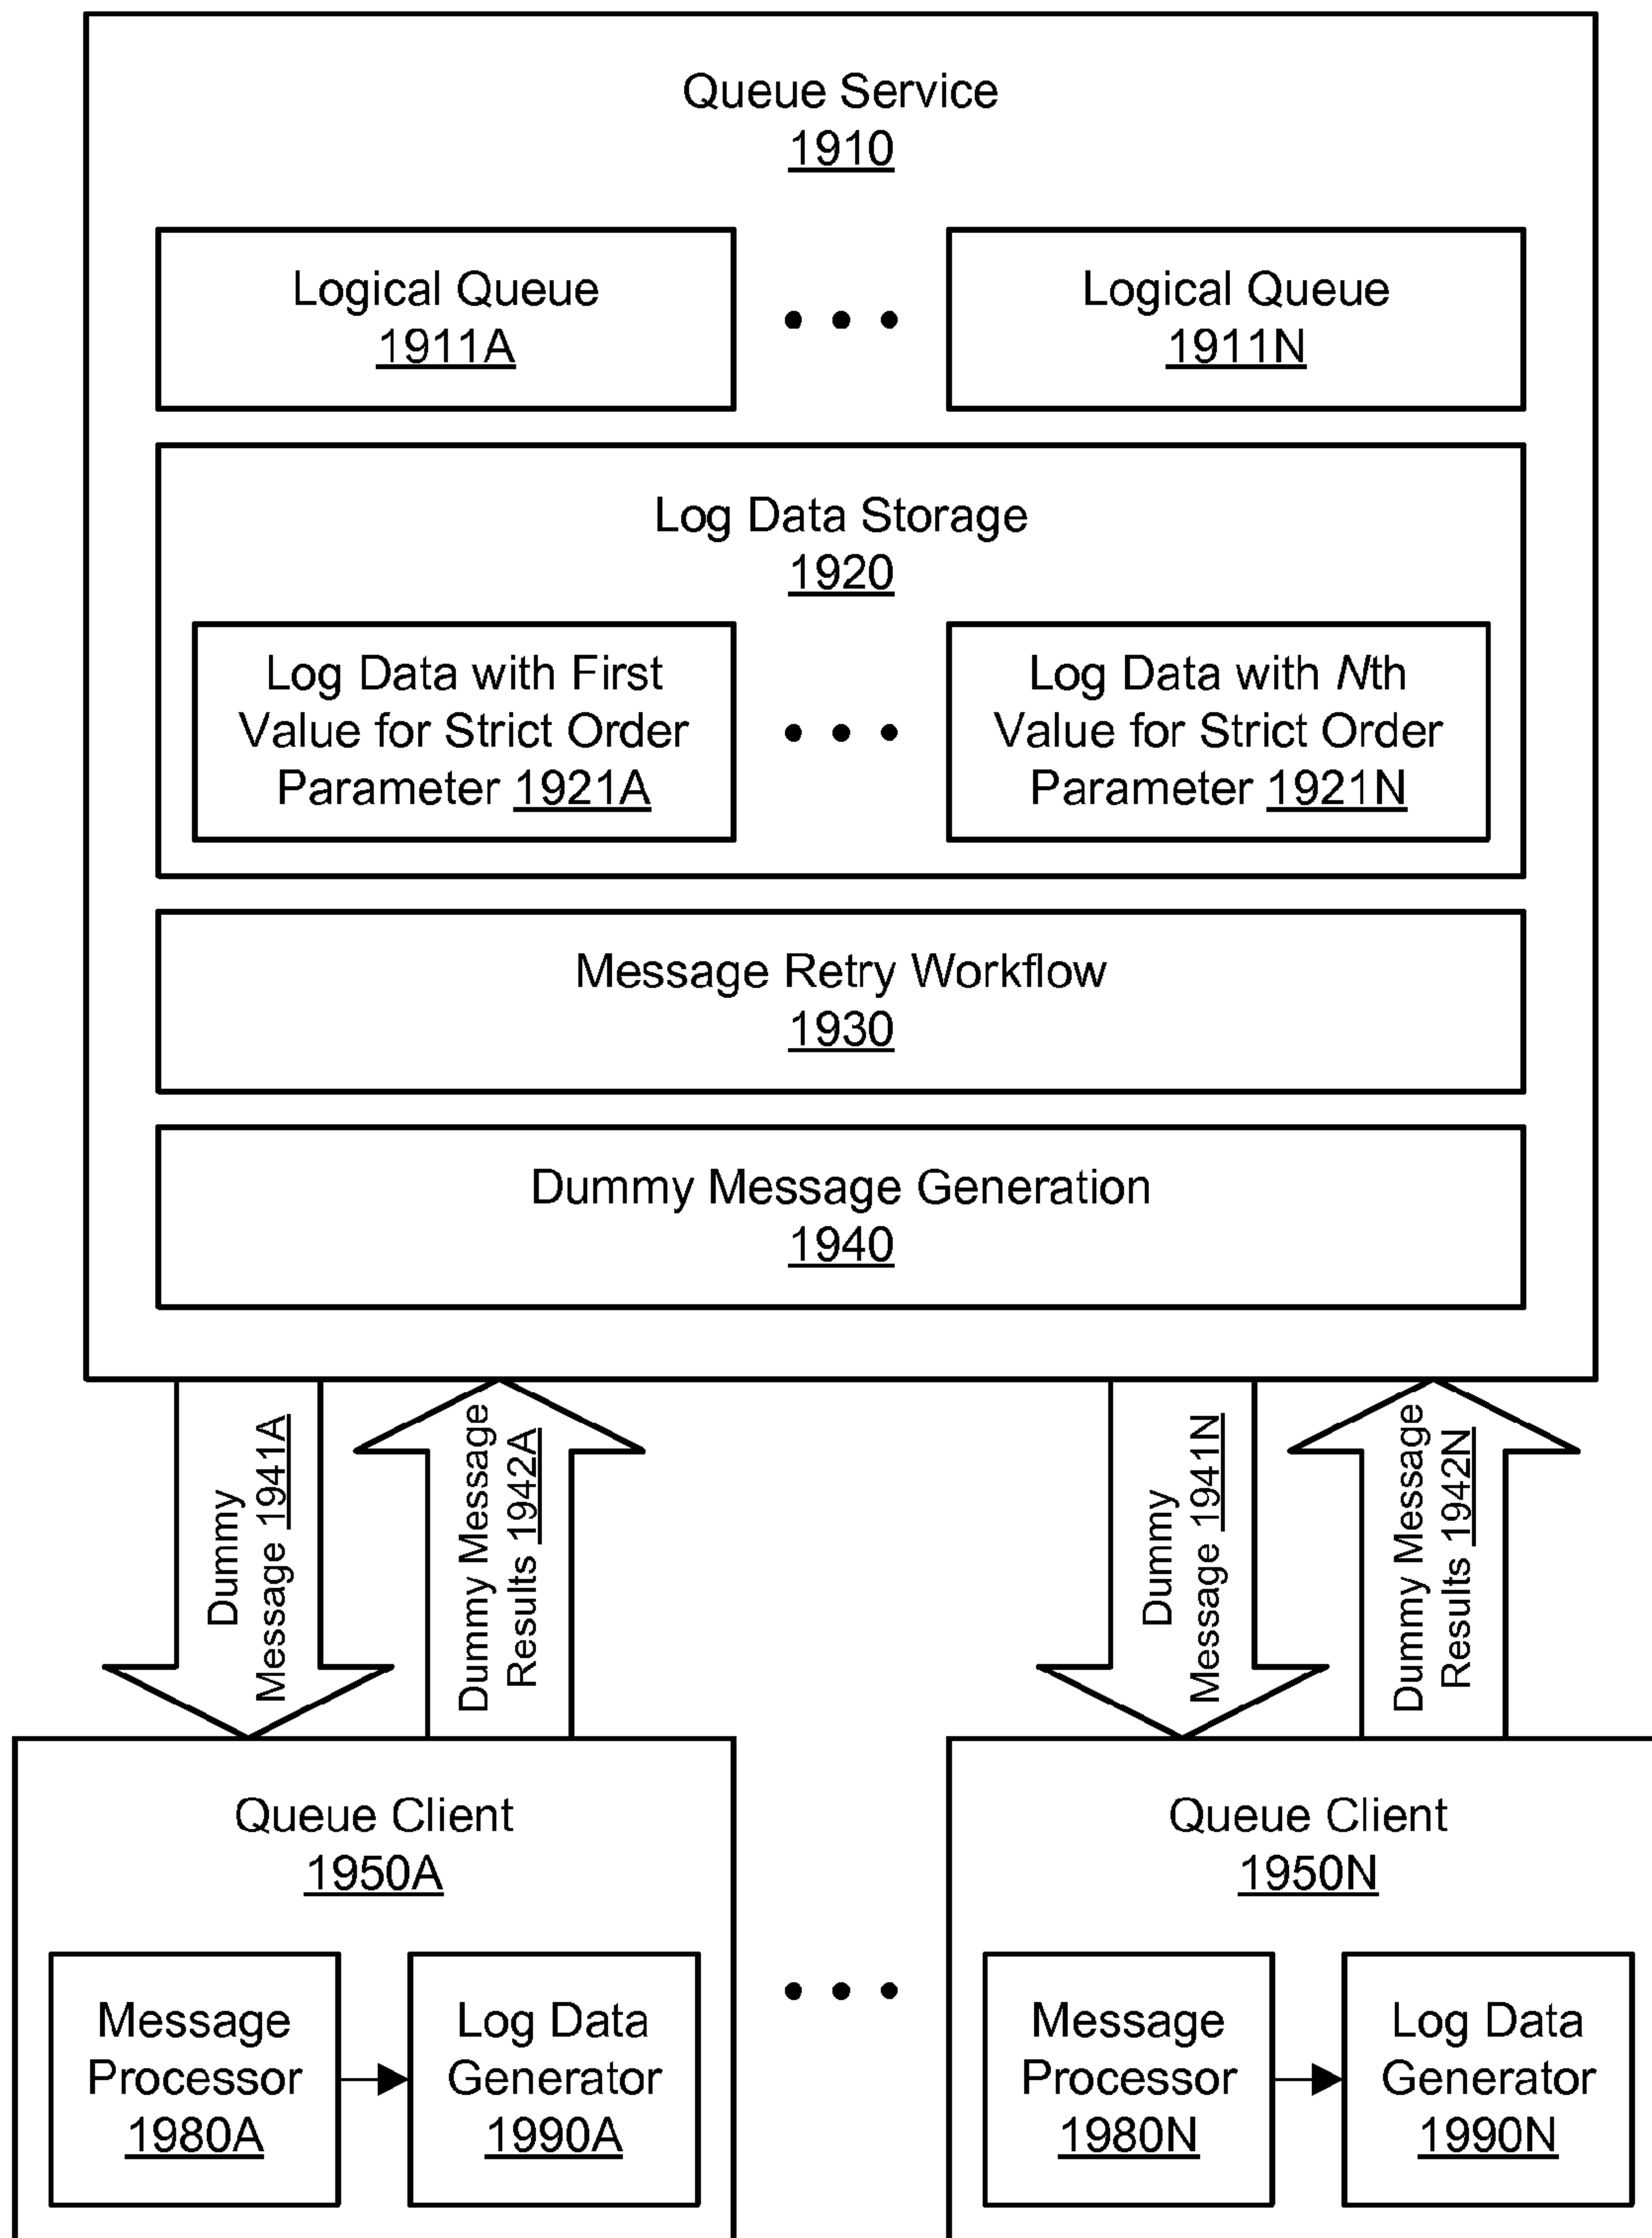 Queue Service
1910
Logical Queue
1911A
Logical Queue
1911N
Log Data Storage
1920
Log Data with First
Value for Strict Order
Parameter 1921A
Log Data with Nth
Value for Strict Order
Parameter 1921N
Message Retry Workflow
1930
Dummy Message Generation
1940
Dummy
Message 1941A
Dummy Message
Results 1942A
Dummy
Message 1941N
Dummy Message
Results 1942N
Queue Client
1950A
Message
Processor
1980A
Log Data
Generator
1990A
Queue Client
1950N
Message
Processor
1980N
Log Data
Generator
1990N